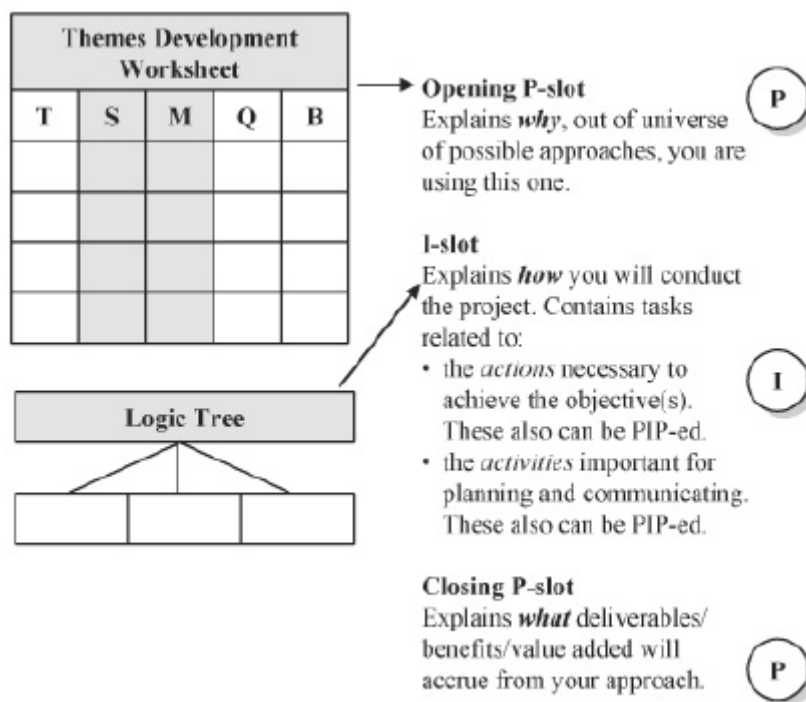 Themes Development
Worksheet
T S M Q B
Logic Tree
Opening P-slot
Explains why, out of universe
of possible approaches, you are
using this one.
P
I-slot
Explains how you will conduct
the project. Contains tasks
related to:
• the actions necessary to
achieve the objective(s).
These also can be PIP-ed.
• the activities important for
planning and communicating.
These also can be PIP-ed.
I
Closing P-slot
Explains what deliverables/
benefits/value added will
accrue from your approach.
P